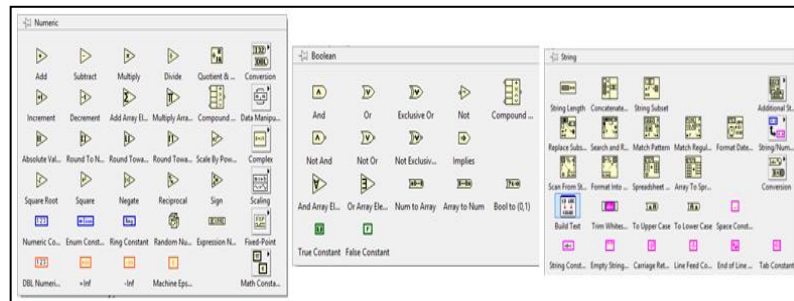 Numeric
Add Subtract Multiply Divide Quotient & ... Conversion
Increment Decrement Add Array El... Multiply Arra... Compound ... Data Manipu...
Absolute Val... Round To N... Round Towa... Round Towa... Scale By Pow... Complex
Square Root Square Negate Reciprocal Sign Scaling
Numeric Co... Enum Const... Ring Constant Random Nu... Expression N... Fixed-Point
DBL Numeri... +Inf -Inf Machine Eps... Math Consta...
Boolean
And Or Exclusive Or Not Compound ...
Not And Not Or Not Exclusiv... Implies
And Array El... Or Array Ele... Num to Array Array to Num Bool to (0,1)
True Constant False Constant
String
String Length Concatenate... String Subset Additional St...
Replace Subs... Search and R... Match Pattern Match Regul... Format Date... String/Num...
Scan From St... Format Into ... Spreadsheet ... Array To Spr... Conversion
Build Text Trim Whites... To Upper Case To Lower Case Space Const...
String Const... Empty String... Carriage Ret... Line Feed Co... End of Line ... Tab Constant